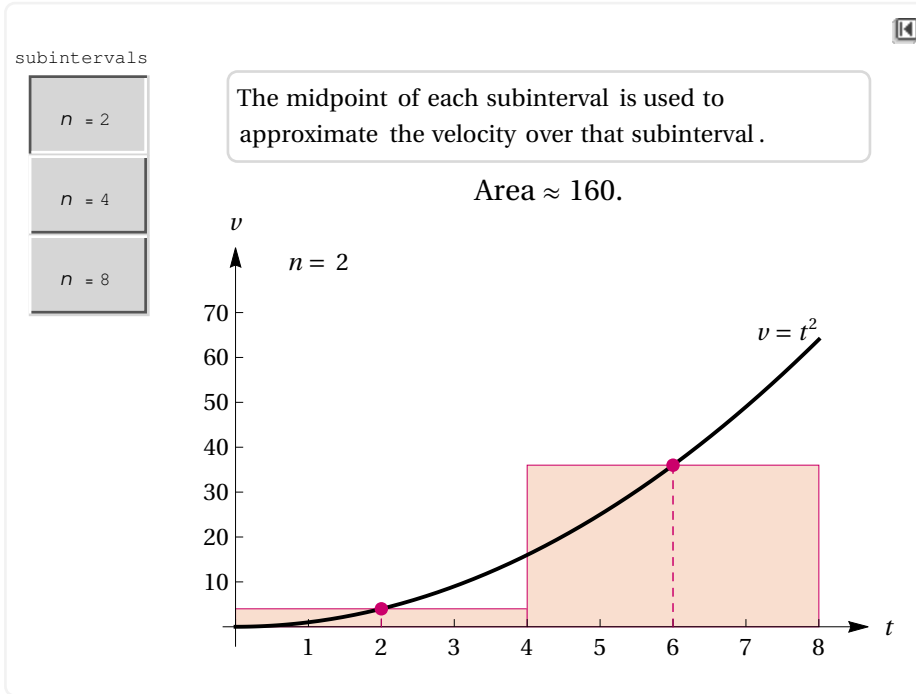 subintervals
n = 2
n = 4
n = 8
The midpoint of each subinterval is used to
approximate the velocity over that subinterval.
Area ≈ 160.
v
n = 2
70
60
50
40
30
20
10
v = t²
1 2 3 4 5 6 7 8
t